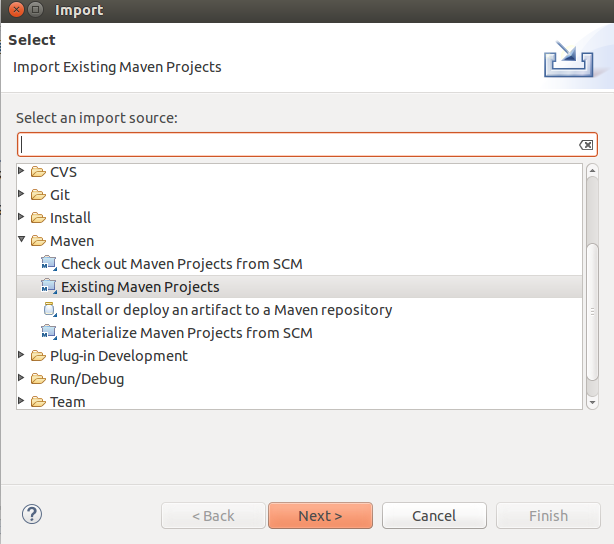 Import
Select
Import Existing Maven Projects
Select an import source:
CVS
Git
Install
Maven
Check out Maven Projects from SCM
Existing Maven Projects
Install or deploy an artifact to a Maven repository
Materialize Maven Projects from SCM
Plug-in Development
Run/Debug
Team
? < Back Next > Cancel Finish